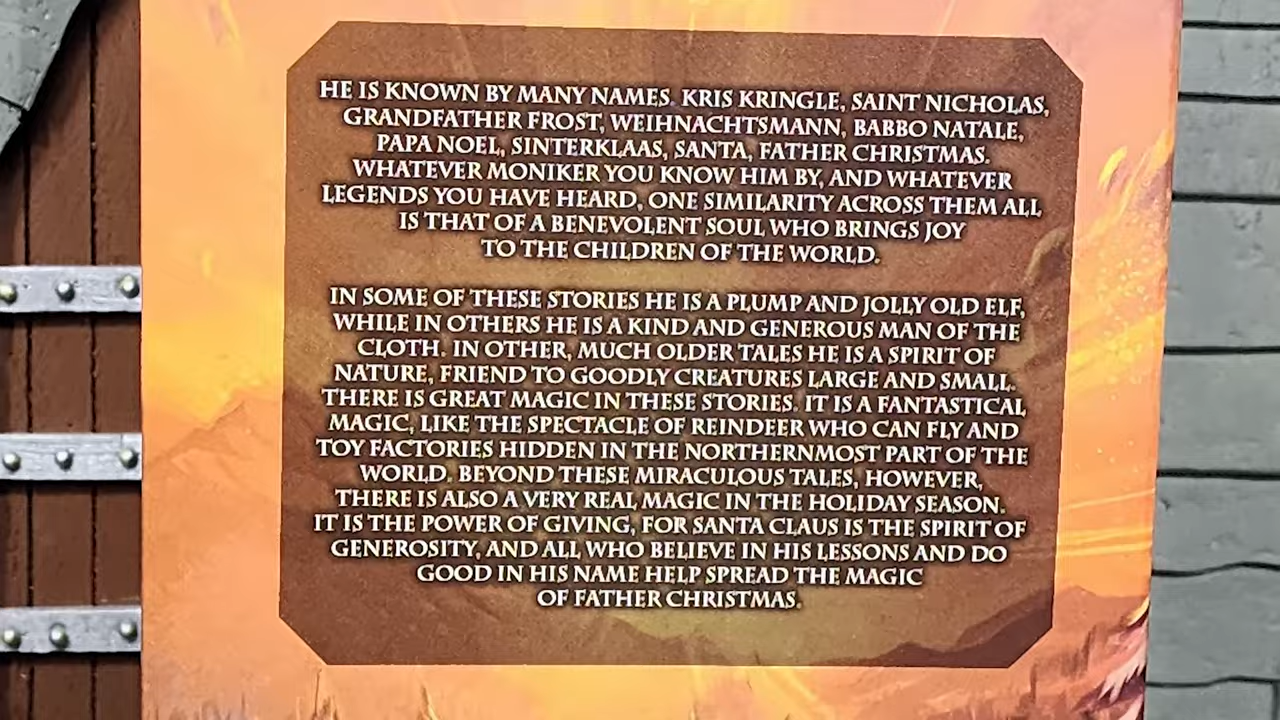 HE IS KNOWN BY MANY NAMES. KRIS KRINGLE, SAINT NICHOLAS,
GRANDFATHER FROST, WEIHNACHTSMANN, BABBO NATALE,
PAPA NOEL, SINTERKLAAS, SANTA, FATHER CHRISTMAS.
WHATEVER MONIKER YOU KNOW HIM BY, AND WHATEVER
LEGENDS YOU HAVE HEARD, ONE SIMILARITY ACROSS THEM ALL
IS THAT OF A BENEVOLENT SOUL WHO BRINGS JOY
TO THE CHILDREN OF THE WORLD.
IN SOME OF THESE STORIES HE IS A PLUMP AND JOLLY OLD ELF,
WHILE IN OTHERS HE IS A KIND AND GENEROUS MAN OF THE
CLOTH. IN OTHER, MUCH OLDER TALES HE IS A SPIRIT OF
NATURE, FRIEND TO GOODLY CREATURES LARGE AND SMALL.
THERE IS GREAT MAGIC IN THESE STORIES. IT IS A FANTASTICAL
MAGIC, LIKE THE SPECTACLE OF REINDEER WHO CAN FLY AND
TOY FACTORIES HIDDEN IN THE NORTHERNMOST PART OF THE
WORLD. BEYOND THESE MIRACULOUS TALES, HOWEVER,
THERE IS ALSO A VERY REAL MAGIC IN THE HOLIDAY SEASON.
IT IS THE POWER OF GIVING, FOR SANTA CLAUS IS THE SPIRIT OF
GENEROSITY, AND ALL WHO BELIEVE IN HIS LESSONS AND DO
GOOD IN HIS NAME HELP SPREAD THE MAGIC
OF FATHER CHRISTMAS.